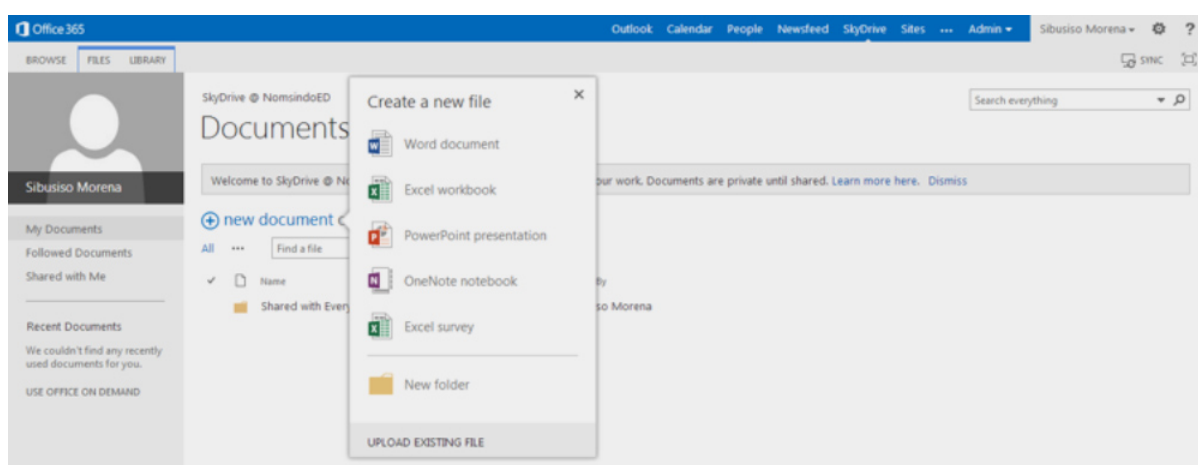 Office 365
Outlook Calendar People Newsfeed SkyDrive Sites ••• Admin Sibusiso Morena ?
BROWSE FILES LIBRARY
SYNC
SkyDrive @ NomsindoED
Documents
Search everything
Sibusiso Morena
My Documents
Followed Documents
Shared with Me
Recent Documents
We couldn't find any recently
used documents for you.
USE OFFICE ON DEMAND
Welcome to SkyDrive @ our work. Documents are private until shared. Learn more here. Dismiss
new document
All ••• Find a file
Name
Shared with Morena
Create a new file
Word document
Excel workbook
PowerPoint presentation
OneNote notebook
Excel survey
New folder
UPLOAD EXISTING FILE